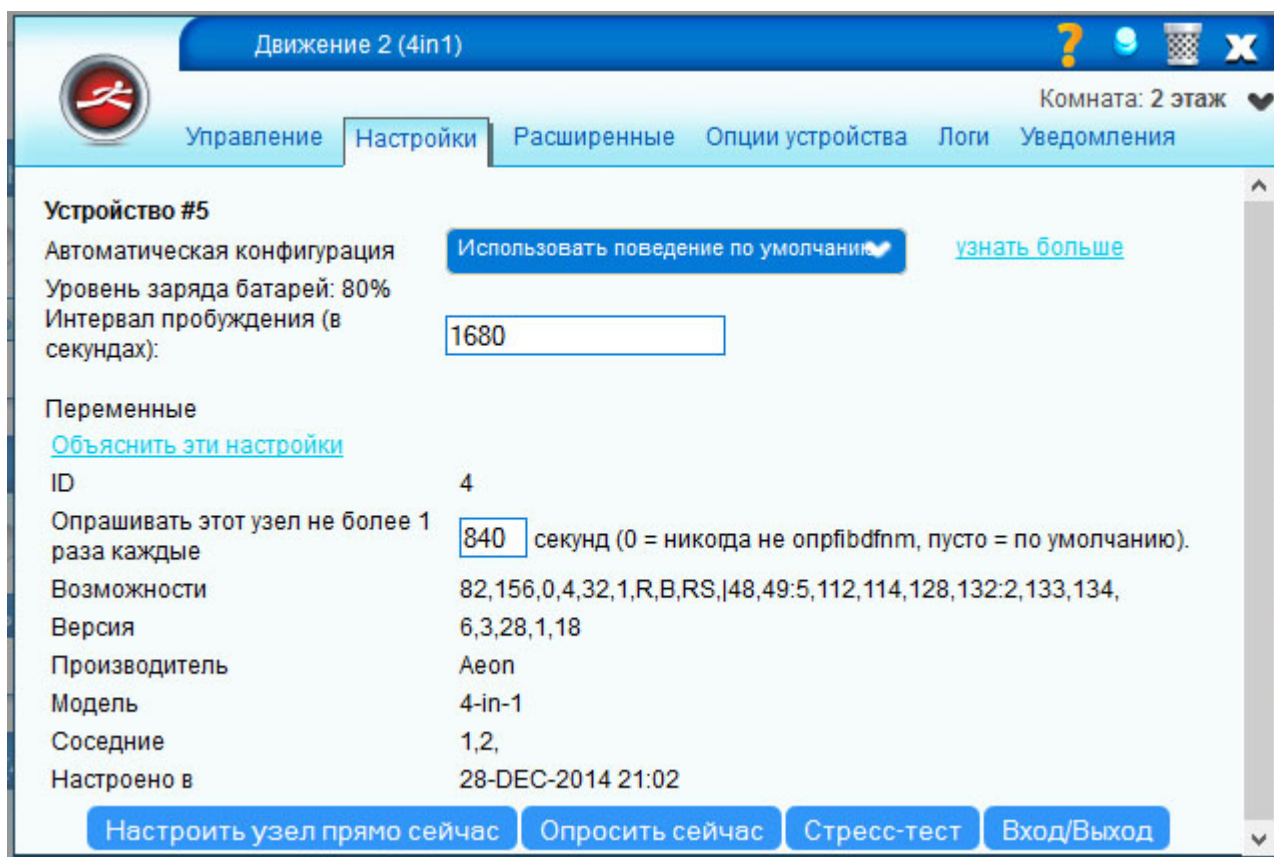 Движение 2 (4in1)
Комната: 2 этаж
Управление Настройки Расширенные Опции устройства Логи Уведомления
Устройство #5
Автоматическая конфигурация Использовать поведение по умолчанию узнать больше
Уровень заряда батарей: 80%
Интервал пробуждения (в
секундах): 1680
Переменные
Объяснить эти настройки
ID 4
Опрашивать этот узел не более 1
раза каждые 840 секунд (0 = никогда не опрfibdfnm, пусто = по умолчанию).
Возможности 82,156,0,4,32,1,R,B,RS,|48,49:5,112,114,128,132:2,133,134,
Версия 6,3,28,1,18
Производитель Aeon
Модель 4-in-1
Соседние 1,2,
Настроено в 28-DEC-2014 21:02
Настроить узел прямо сейчас Опросить сейчас Стресс-тест Вход/Выход